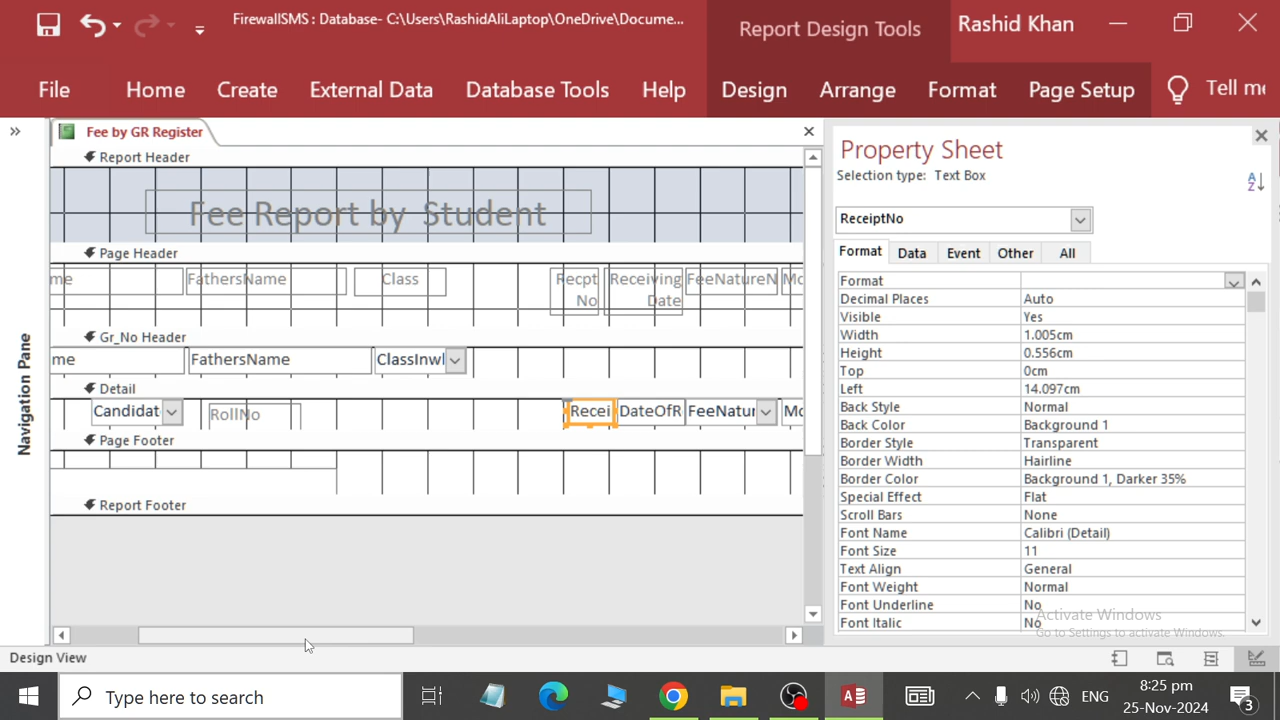 FirewallSMS : Database- C:\Users\RashidAliLaptop\OneDrive\Docume...
Report Design Tools
Rashid Khan
File Home Create External Data Database Tools Help Design Arrange Format Page Setup Tell me
Fee by GR Register
Report Header
Fee Report by Student
Page Header
me FathersName Class Recpt No Receiving Date FeeNatureN Mo
Gr_No Header
me FathersName ClassInwl
Detail
Candidat RollNo Recei DateOfR FeeNatur Mo
Page Footer
Report Footer
Navigation Pane
Property Sheet
Selection type: Text Box
ReceiptNo
Format Data Event Other All
Format
Decimal Places Auto
Visible Yes
Width 1.005cm
Height 0.556cm
Top 0cm
Left 14.097cm
Back Style Normal
Back Color Background 1
Border Style Transparent
Border Width Hairline
Border Color Background 1, Darker 35%
Special Effect Flat
Scroll Bars None
Font Name Calibri (Detail)
Font Size 11
Text Align General
Font Weight Normal
Font Underline No
Font Italic No
Activate Windows
Go to Settings to activate Windows.
Design View
Type here to search
ENG
8:25 pm
25-Nov-2024
3